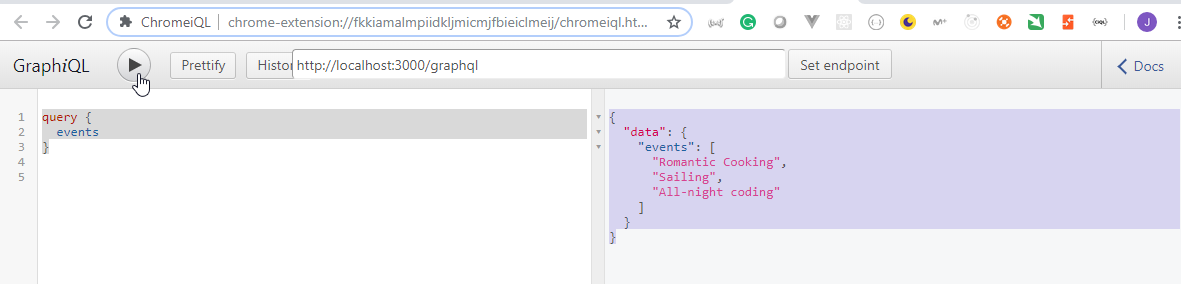 ChromeiQL
chrome-extension://fkkiamalmpiidkljmicmjfbieiclmeij/chromeiql.ht...
J
GraphiQL
Prettify
Histor
http://localhost:3000/graphql
Set endpoint
Docs
1 query {
2 events
3 }
4
5
{
"data": {
"events": [
"Romantic Cooking",
"Sailing",
"All-night coding"
]
}
}